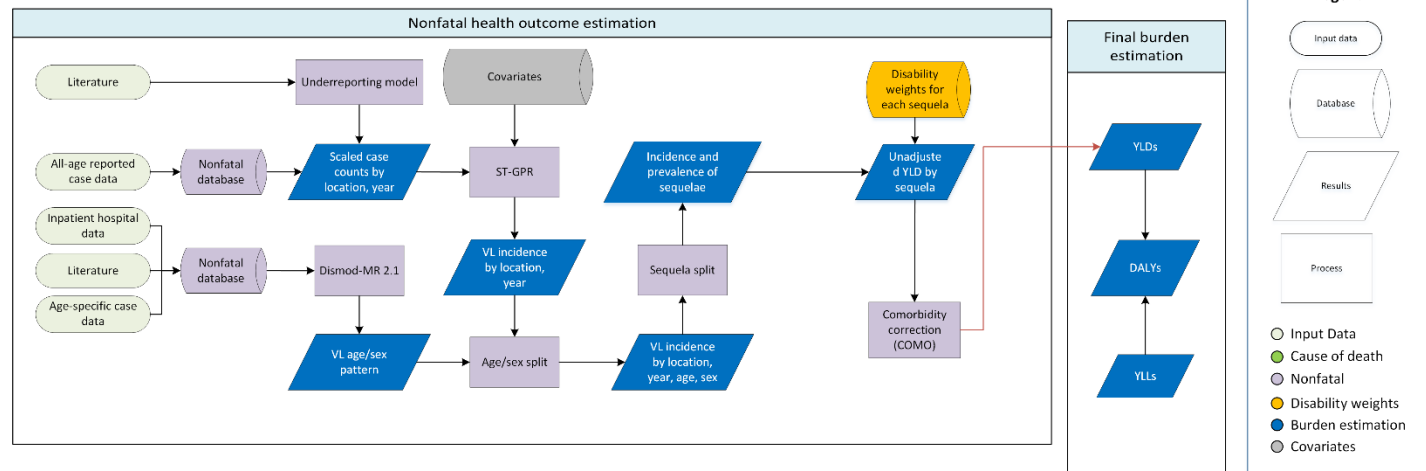 Nonfatal health outcome estimation
Literature
Underreporting model
Covariates
Disability
weights for
each sequela
All-age reported
case data
Nonfatal
database
Scaled case
counts by
location, year
ST-GPR
Incidence and
prevalence of
sequelae
Unadjuste
d YLD by
sequela
Inpatient hospital
data
Literature
Age-specific case
data
Nonfatal
database
Dismod-MR 2.1
VL incidence
by location,
year
Sequela split
Comorbidity
correction
(COMO)
VL age/sex
pattern
Age/sex split
VL incidence
by location,
year, age, sex
Final burden
estimation
YLDs
DALYs
YLLs
Input data
Database
Results
Process
Input Data
Cause of death
Nonfatal
Disability weights
Burden estimation
Covariates